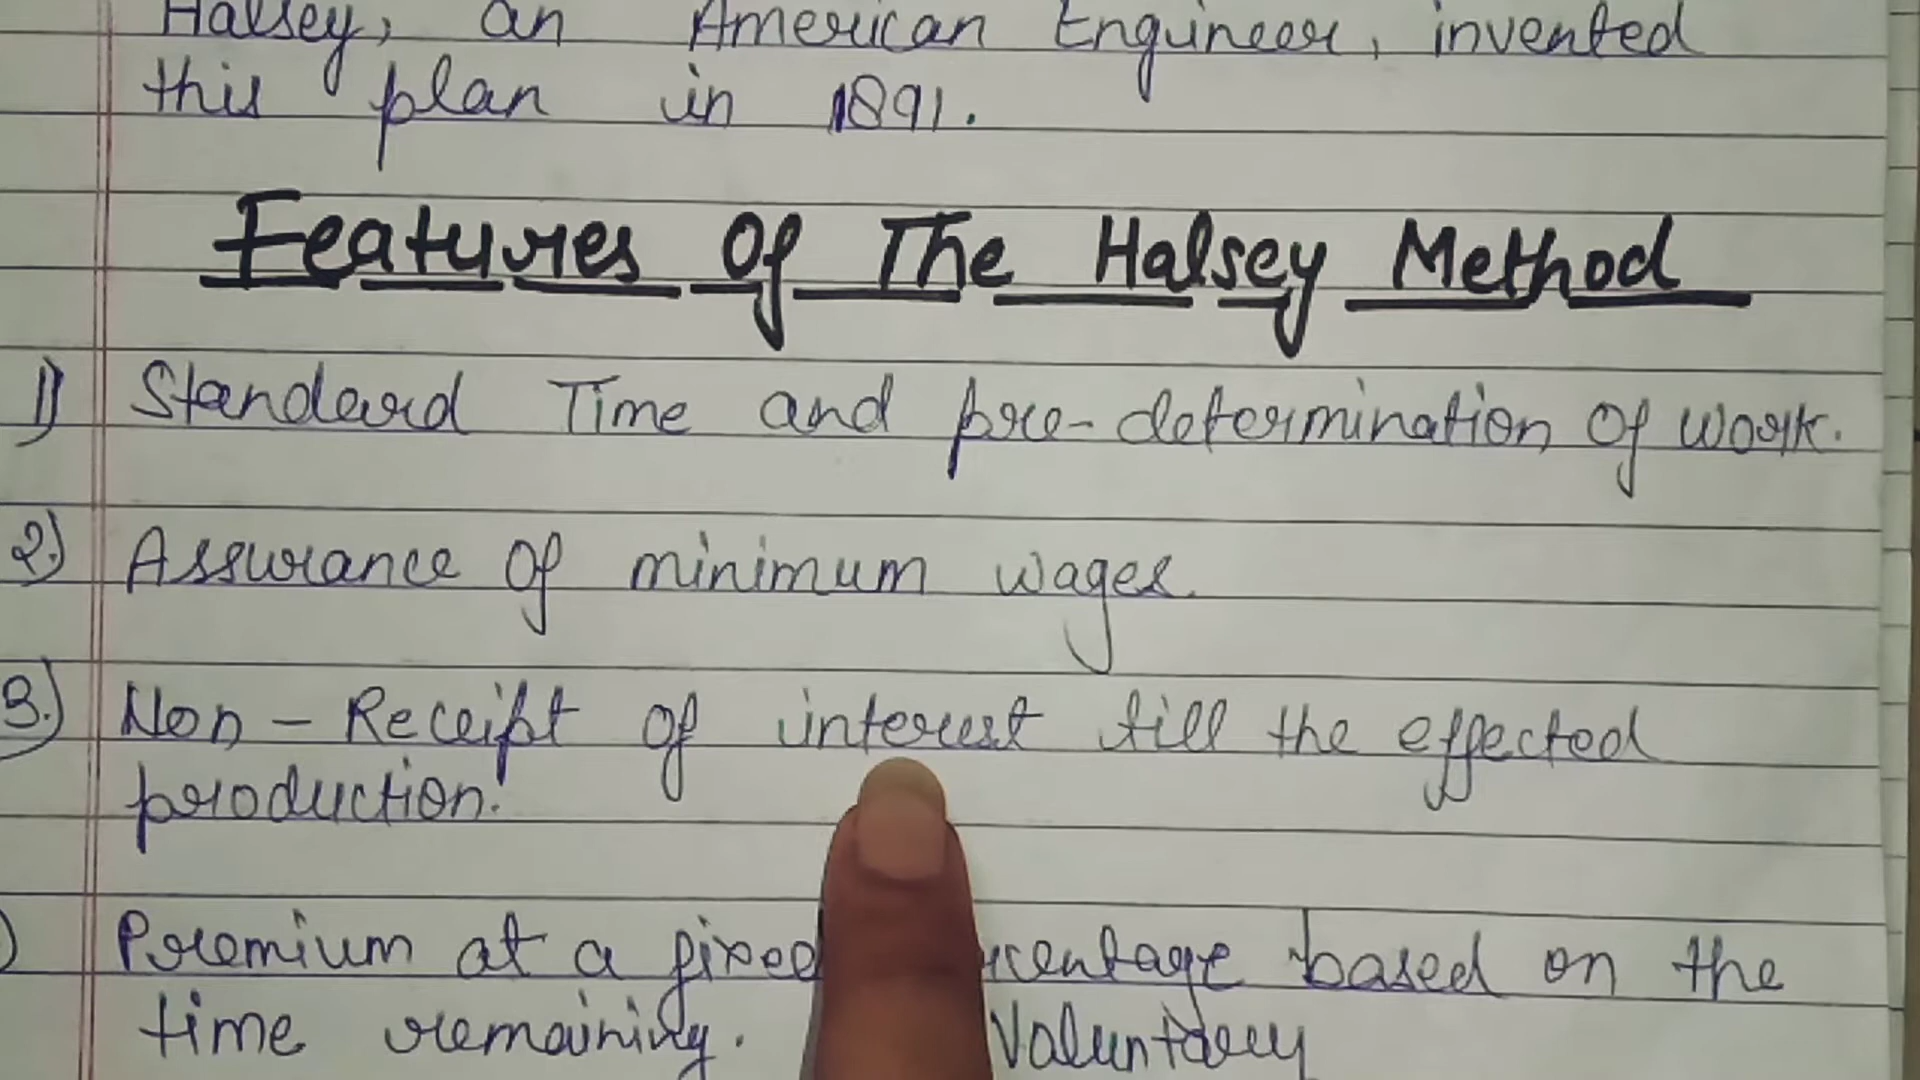 Halsey, an American Engineer, invented
this plan in 1891.
Features Of The Halsey Method
1) Standard Time and pre-determination of work.
2) Assurance of minimum wages.
3.) Non-Receipt of interest till the effected
production.
) Premium at a fixed based on the
time remaining. Voluntary